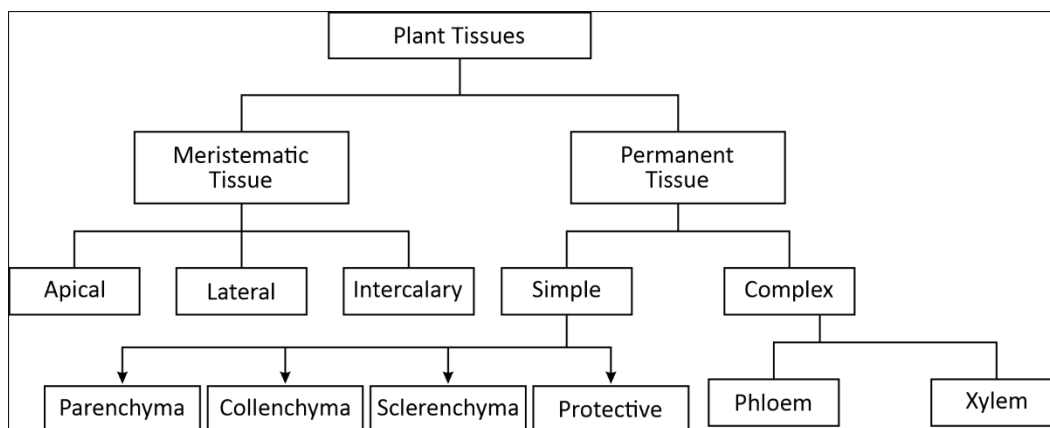 Plant Tissues
Meristematic
Tissue
Permanent
Tissue
Apical
Lateral
Intercalary
Simple
Complex
Parenchyma
Collenchyma
Sclerenchyma
Protective
Phloem
Xylem